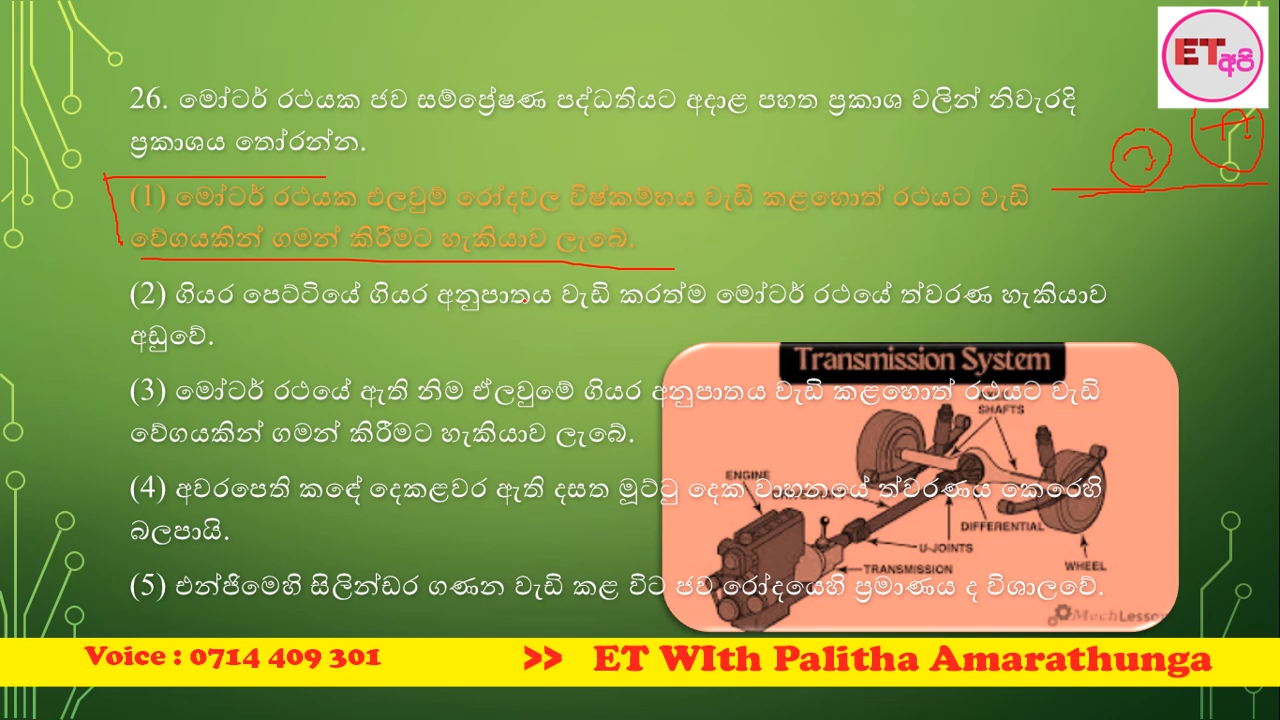 ET
අපි
26. මෝටර් රථයක ජව සම්ප්‍රේෂණ පද්ධතියට අදාළ පහත ප්‍රකාශ වලින් නිවැරදි
ප්‍රකාශය තෝරන්න.
(1) මෝටර් රථයක එලවුම් රෝදවල විෂ්කම්භය වැඩි කළහොත් රථයට වැඩි
වේගයකින් ගමන් කිරීමට හැකියාව ලැබේ.
(2) ගියර පෙට්ටියේ ගියර අනුපාතය වැඩි කරත්ම මෝටර් රථයේ ත්වරණ හැකියාව
අඩුවේ.
Transmission System
(3) මෝටර් රථයේ ඇති නිම ඒලවුමේ ගියර අනුපාතය වැඩි කළහොත් රථයට වැඩි
SHAFTS
වේගයකින් ගමන් කිරීමට හැකියාව ලැබේ.
ENGINE
(4) අවරපෙති කඳේ දෙකළවර ඇති දසත මූට්ටු දෙක වාහනයේ ත්වරණය කෙරෙහි
බලපායි.
DIFFERENTIAL
U-JOINTS
WHEEL
TRANSMISSION
(5) එන්ජිමෙහි සිලින්ඩර ගණන වැඩි කළ විට ජව රෝදයෙහි ප්‍රමාණය ද විශාලවේ.
MechLesson
Voice : 0714 409 301 >> ET WIth Palitha Amarathunga